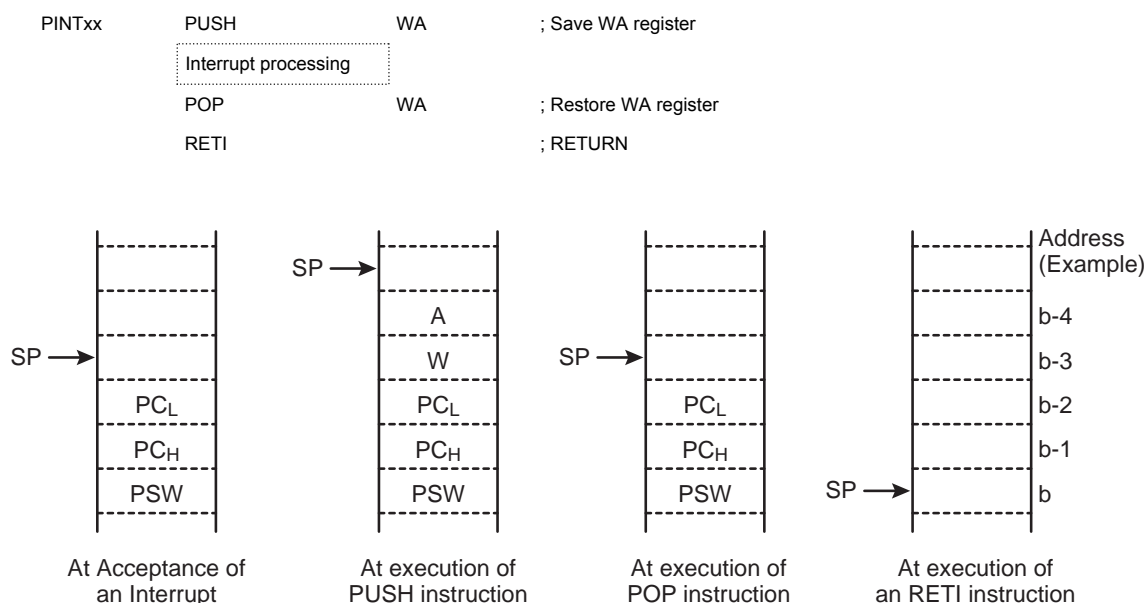 PINTxx PUSH WA ; Save WA register
Interrupt processing
POP WA ; Restore WA register
RETI ; RETURN
Address
(Example)
SP
A b-4
SP W SP b-3
PCL PCL PCL b-2
PCH PCH PCH b-1
PSW PSW PSW SP b
At Acceptance of
an Interrupt
At execution of
PUSH instruction
At execution of
POP instruction
At execution of
an RETI instruction